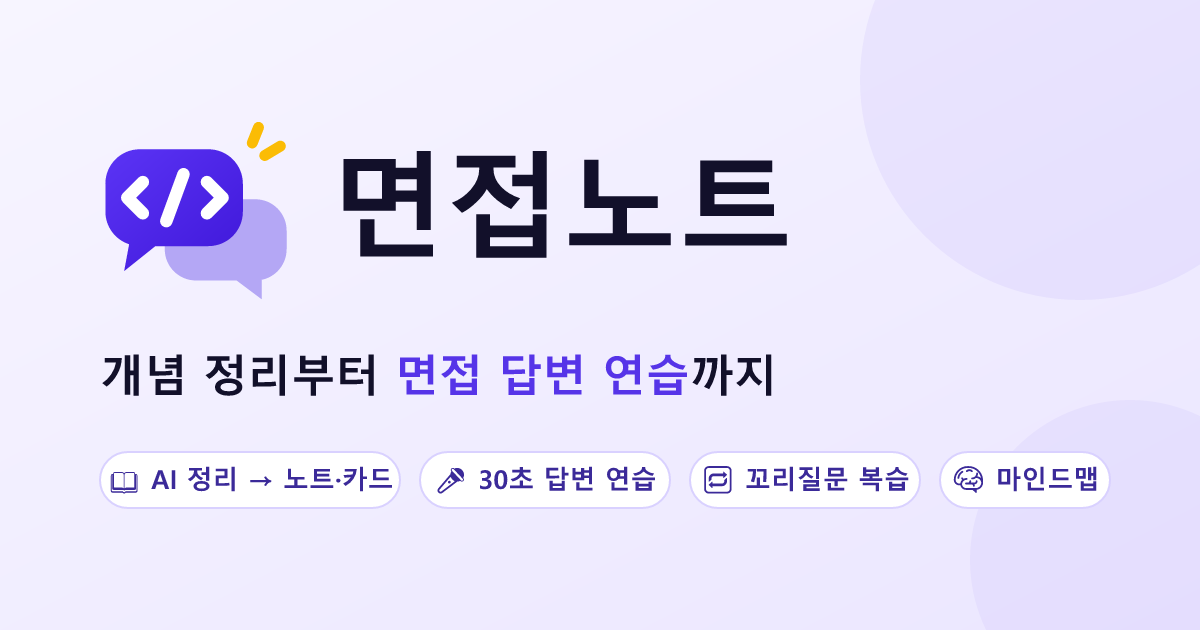 </>
면접노트
개념 정리부터 면접 답변 연습까지
AI 정리 → 노트·카드
30초 답변 연습
꼬리질문 복습
마인드맵